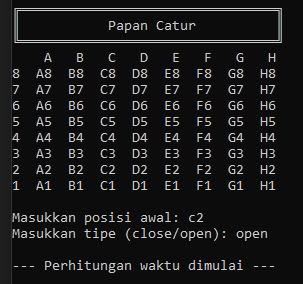 Papan Catur
A B C D E F G H
8 A8 B8 C8 D8 E8 F8 G8 H8
7 A7 B7 C7 D7 E7 F7 G7 H7
6 A6 B6 C6 D6 E6 F6 G6 H6
5 A5 B5 C5 D5 E5 F5 G5 H5
4 A4 B4 C4 D4 E4 F4 G4 H4
3 A3 B3 C3 D3 E3 F3 G3 H3
2 A2 B2 C2 D2 E2 F2 G2 H2
1 A1 B1 C1 D1 E1 F1 G1 H1
Masukkan posisi awal: c2
Masukkan tipe (close/open): open
--- Perhitungan waktu dimulai ---